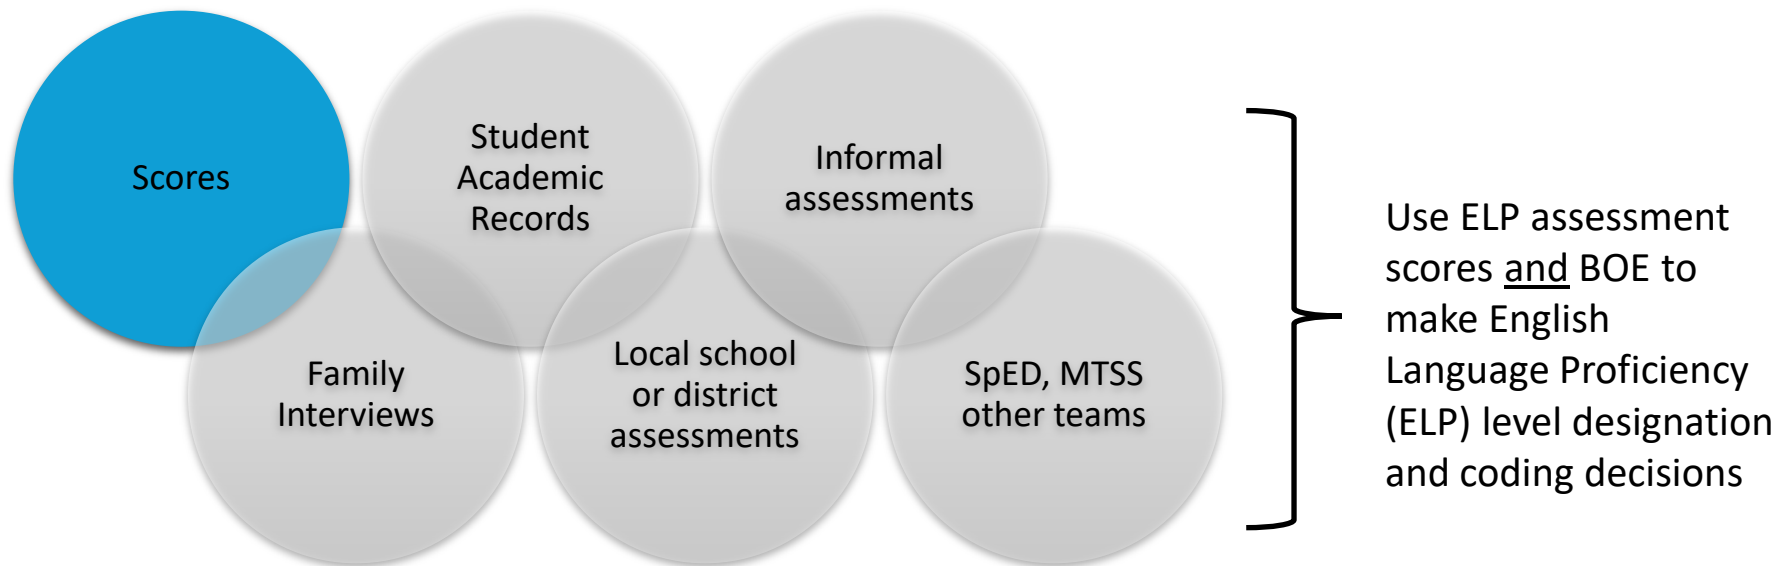 Scores
Student
Academic
Records
Informal
assessments
Family
Interviews
Local school
or district
assessments
SpED, MTSS
other teams
Use ELP assessment
scores and BOE to
make English
Language Proficiency
(ELP) level designation
and coding decisions